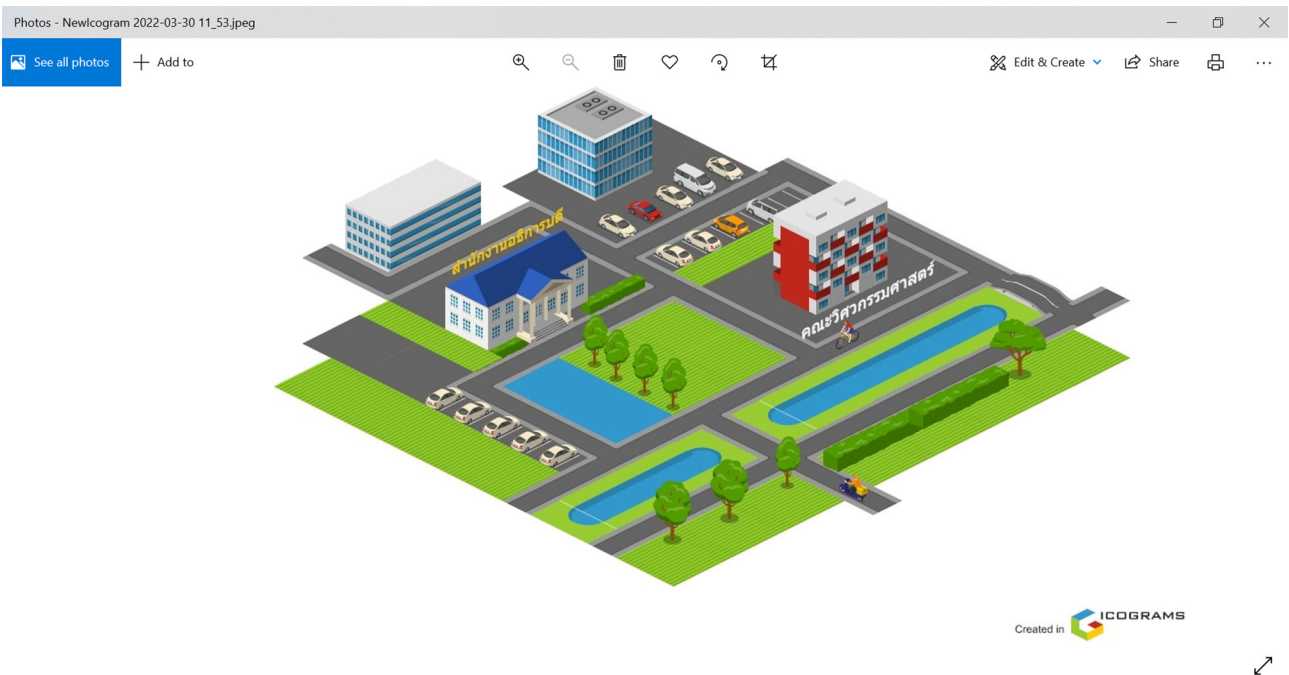 Photos - NewIcogram 2022-03-30 11_53.jpeg
See all photos
Add to
Edit & Create
Share
สำนักงานอธิการบดี
คณะวิศวกรรมศาสตร์
Created in
ICOGRAMS